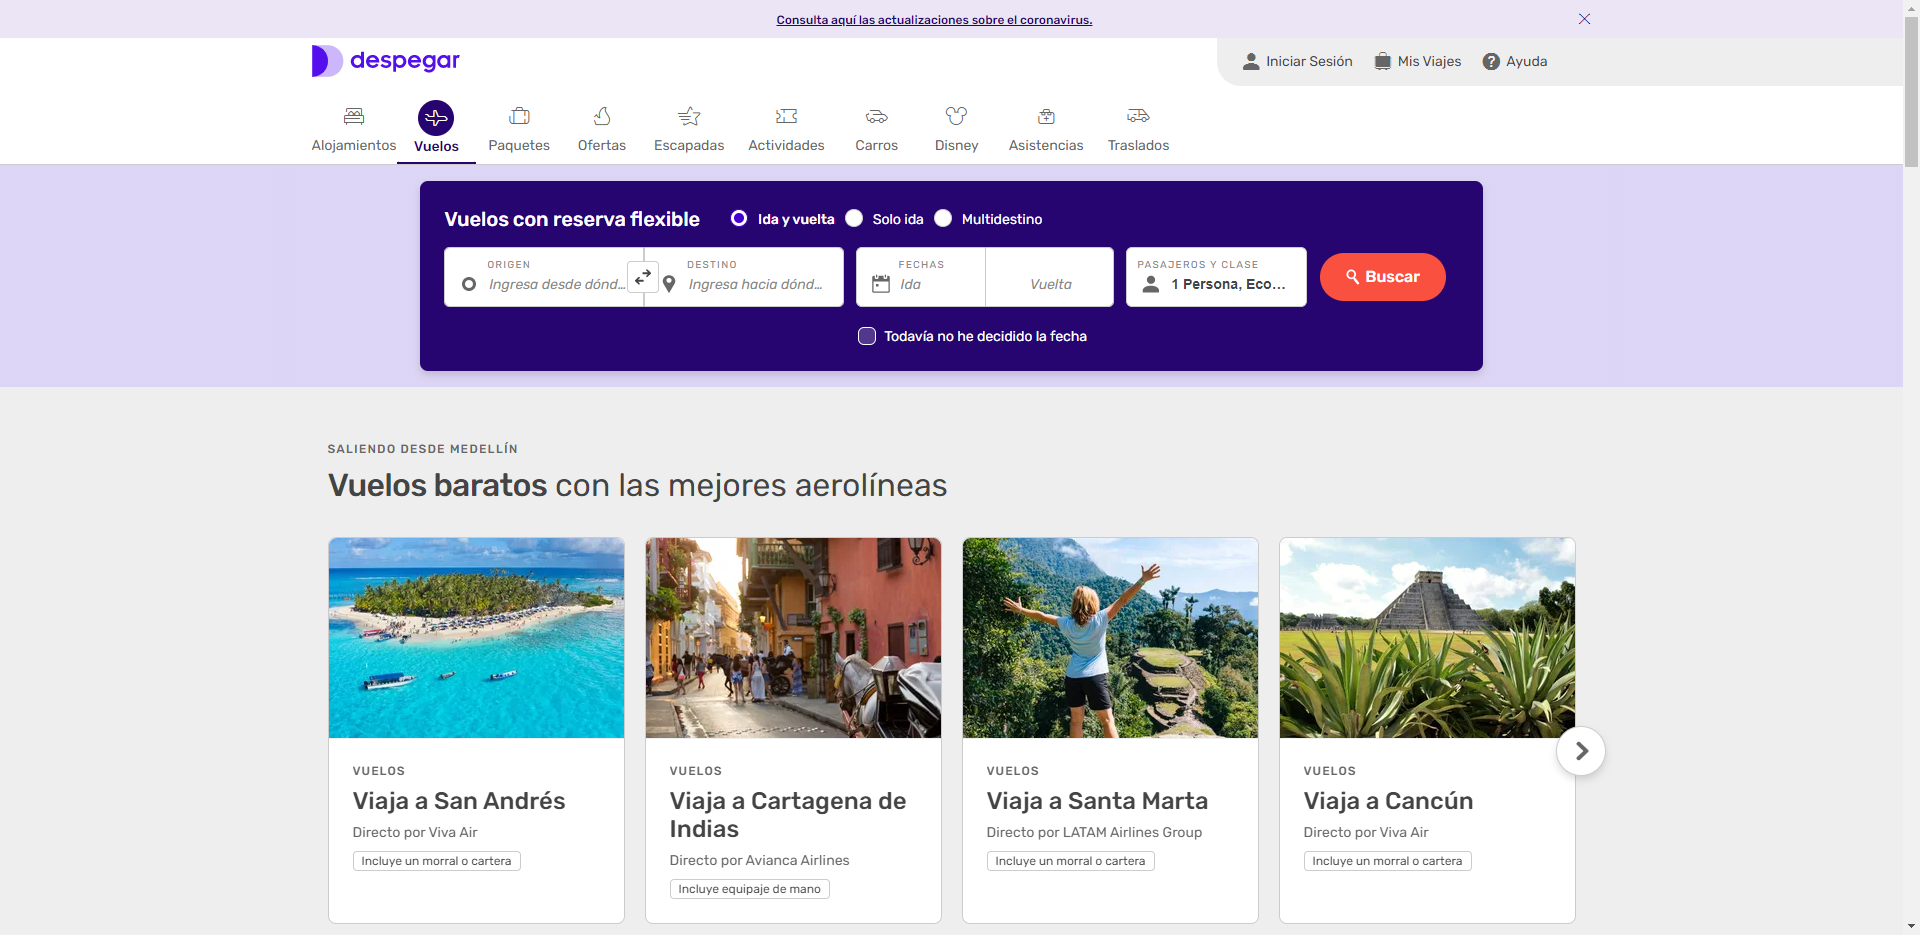 Consulta aquí las actualizaciones sobre el coronavirus.
despegar
Iniciar Sesión
Mis Viajes
Ayuda
Alojamientos
Vuelos
Paquetes
Ofertas
Escapadas
Actividades
Carros
Disney
Asistencias
Traslados
Vuelos con reserva flexible
Ida y vuelta
Solo ida
Multidestino
ORIGEN
Ingresa desde dónd...
DESTINO
Ingresa hacia dónd...
FECHAS
Ida
Vuelta
PASAJEROS Y CLASE
1 Persona, Eco...
Buscar
Todavía no he decidido la fecha
SALIENDO DESDE MEDELLÍN
Vuelos baratos con las mejores aerolíneas
VUELOS
Viaja a San Andrés
Directo por Viva Air
Incluye un morral o cartera
VUELOS
Viaja a Cartagena de
Indias
Directo por Avianca Airlines
Incluye equipaje de mano
VUELOS
Viaja a Santa Marta
Directo por LATAM Airlines Group
Incluye un morral o cartera
VUELOS
Viaja a Cancún
Directo por Viva Air
Incluye un morral o cartera